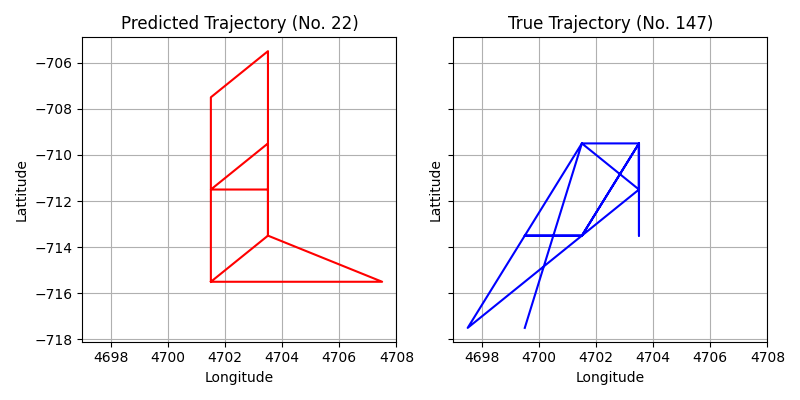 Predicted Trajectory (No. 22)
True Trajectory (No. 147)
Lattitude
−706
−708
−710
−712
−714
−716
−718
4698 4700 4702 4704 4706 4708
Longitude
Lattitude
4698 4700 4702 4704 4706 4708
Longitude